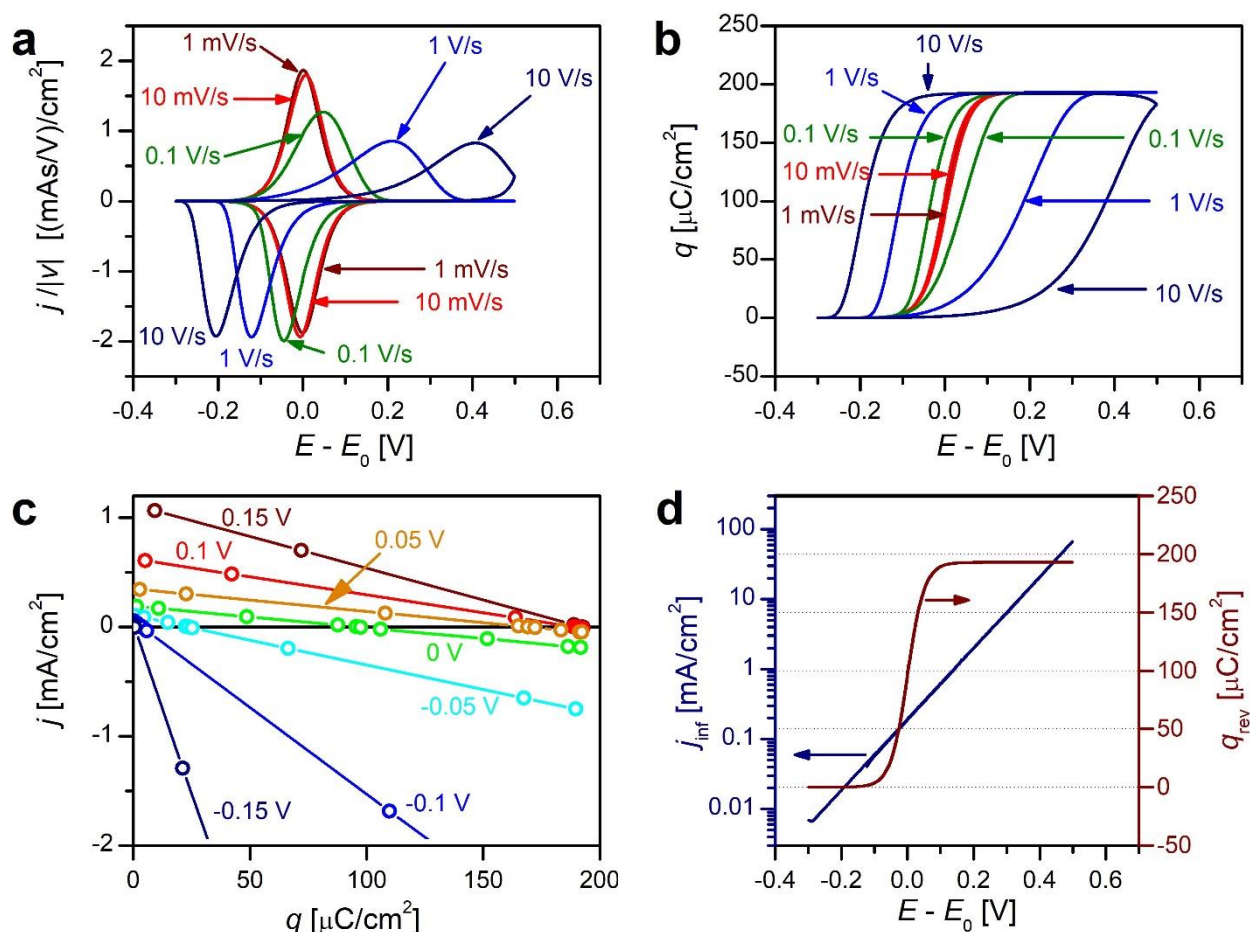 a
j /|v| [(mAs/V)/cm²]
2
1
0
-1
-2
1 mV/s
1 V/s
10 mV/s
10 V/s
0.1 V/s
1 mV/s
10 mV/s
10 V/s
1 V/s
0.1 V/s
-0.4 -0.2 0.0 0.2 0.4 0.6
E - E₀ [V]
b
q [μC/cm²]
250
200
150
100
50
0
-50
10 V/s
1 V/s
0.1 V/s
0.1 V/s
10 mV/s
1 mV/s
1 V/s
10 V/s
-0.4 -0.2 0.0 0.2 0.4 0.6
E - E₀ [V]
c
j [mA/cm²]
1
0
-1
-2
0.15 V
0.05 V
0.1 V
0 V
-0.05 V
-0.1 V
-0.15 V
0 50 100 150 200
q [μC/cm²]
d
j_inf [mA/cm²]
100
10
1
0.1
0.01
250
200
150
100
50
0
-50
q_rev [μC/cm²]
-0.4 -0.2 0.0 0.2 0.4 0.6
E - E₀ [V]